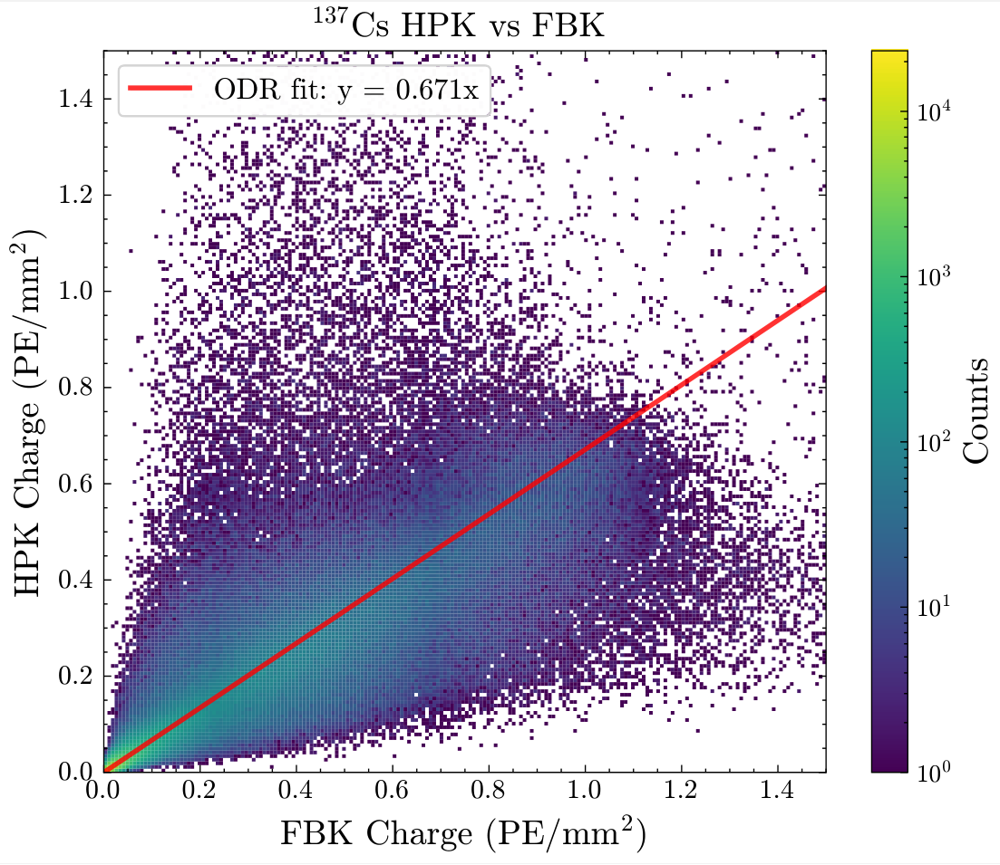 ¹³⁷Cs HPK vs FBK
ODR fit: y = 0.671x
HPK Charge (PE/mm²)
1.4
1.2
1.0
0.8
0.6
0.4
0.2
0.0
0.0 0.2 0.4 0.6 0.8 1.0 1.2 1.4
FBK Charge (PE/mm²)
10⁴
10³
10²
10¹
10⁰
Counts